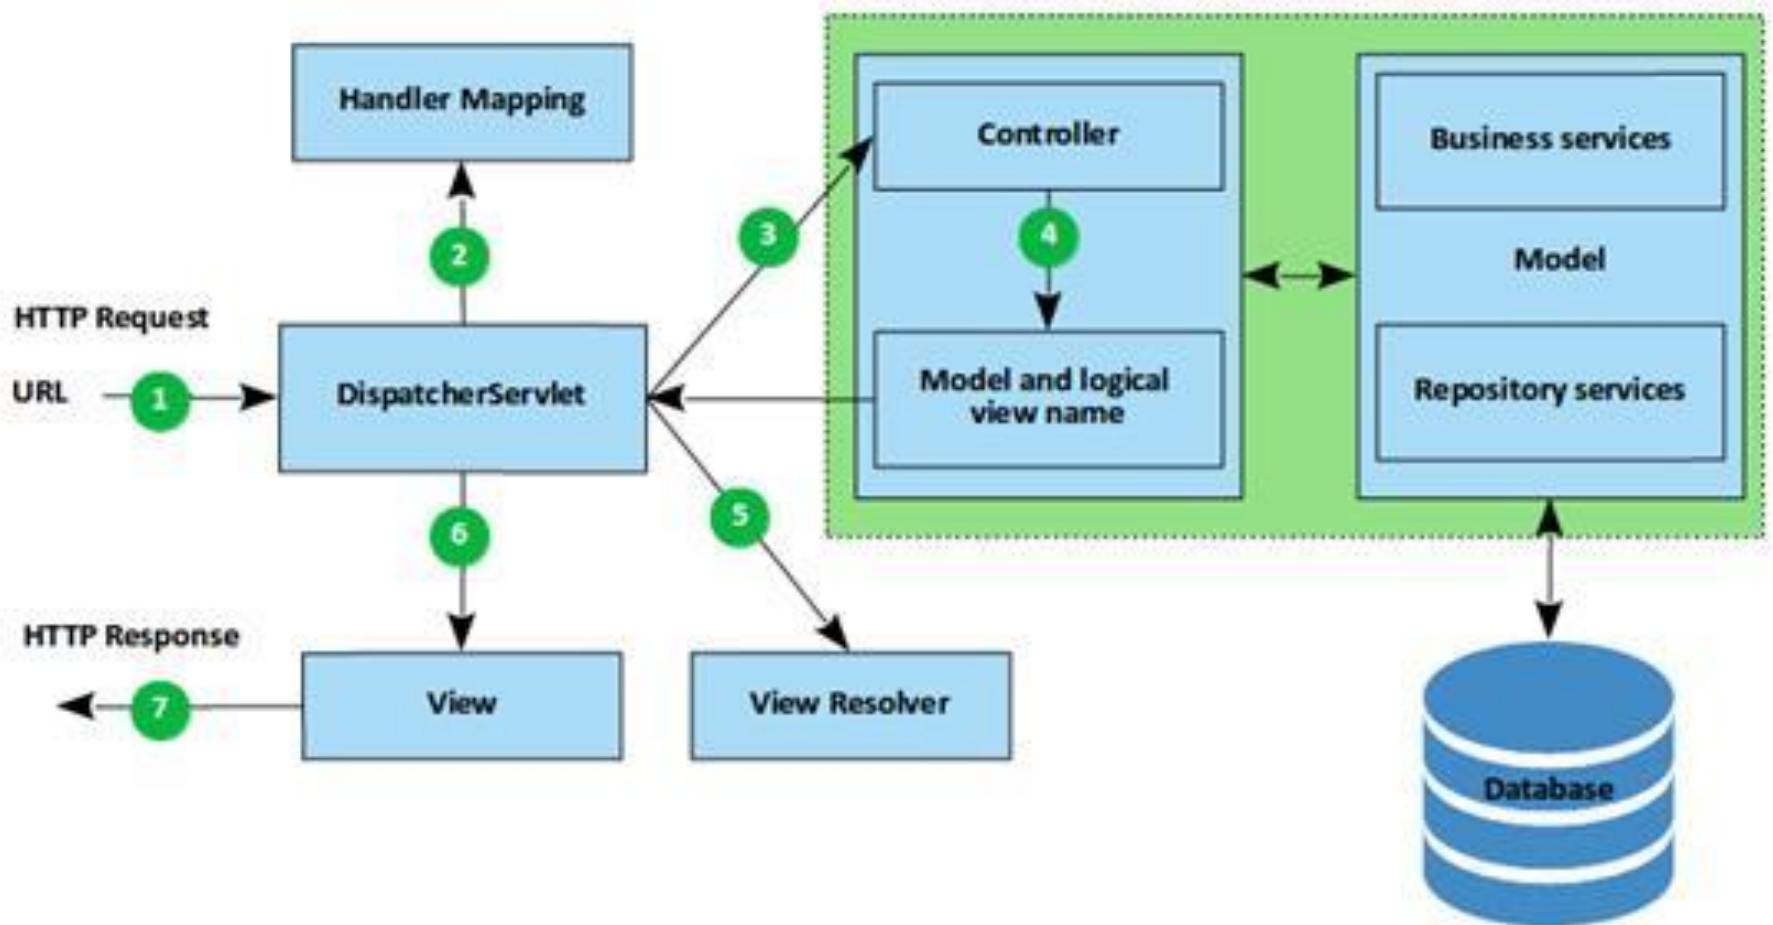 Handler Mapping
Controller
Business services
2
3
4
Model
HTTP Request
URL
1
DispatcherServlet
Model and logical
view name
Repository services
6
5
HTTP Response
7
View
View Resolver
Database